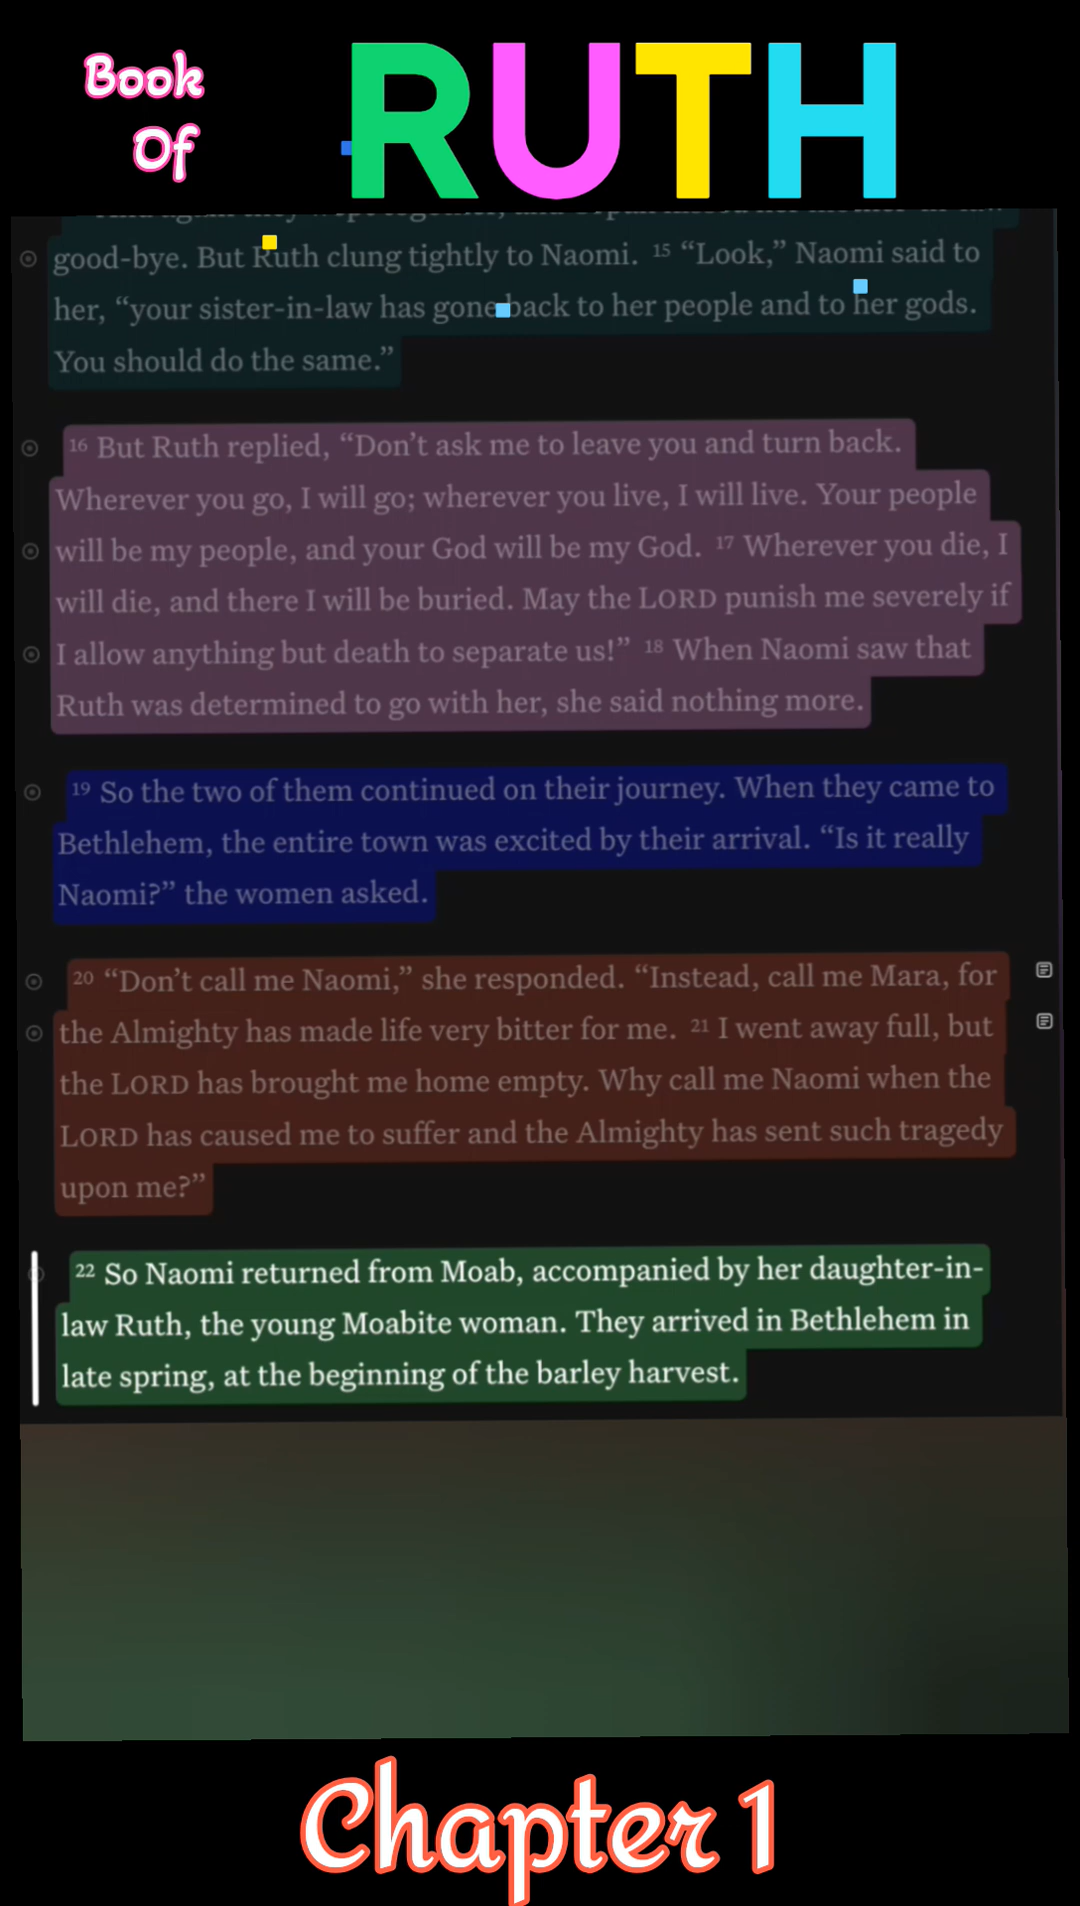 Book
Of
RUTH
good-bye. But Ruth clung tightly to Naomi. 15 “Look,” Naomi said to
her, “your sister-in-law has gone back to her people and to her gods.
You should do the same.”
16 But Ruth replied, “Don’t ask me to leave you and turn back.
Wherever you go, I will go; wherever you live, I will live. Your people
will be my people, and your God will be my God. 17 Wherever you die, I
will die, and there I will be buried. May the LORD punish me severely if
I allow anything but death to separate us!” 18 When Naomi saw that
Ruth was determined to go with her, she said nothing more.
19 So the two of them continued on their journey. When they came to
Bethlehem, the entire town was excited by their arrival. “Is it really
Naomi?” the women asked.
20 “Don’t call me Naomi,” she responded. “Instead, call me Mara, for
the Almighty has made life very bitter for me. 21 I went away full, but
the LORD has brought me home empty. Why call me Naomi when the
LORD has caused me to suffer and the Almighty has sent such tragedy
upon me?”
22 So Naomi returned from Moab, accompanied by her daughter-in-
law Ruth, the young Moabite woman. They arrived in Bethlehem in
late spring, at the beginning of the barley harvest.
Chapter 1